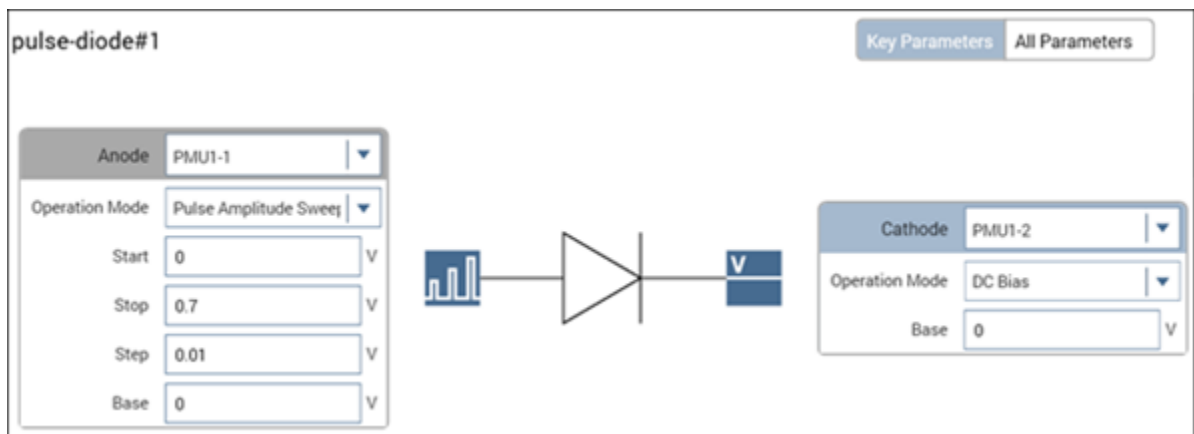 pulse-diode#1
Key Parameters All Parameters
Anode PMU1-1
Operation Mode Pulse Amplitude Sweep
Start 0 V
Stop 0.7 V
Step 0.01 V
Base 0 V
V
Cathode PMU1-2
Operation Mode DC Bias
Base 0 V